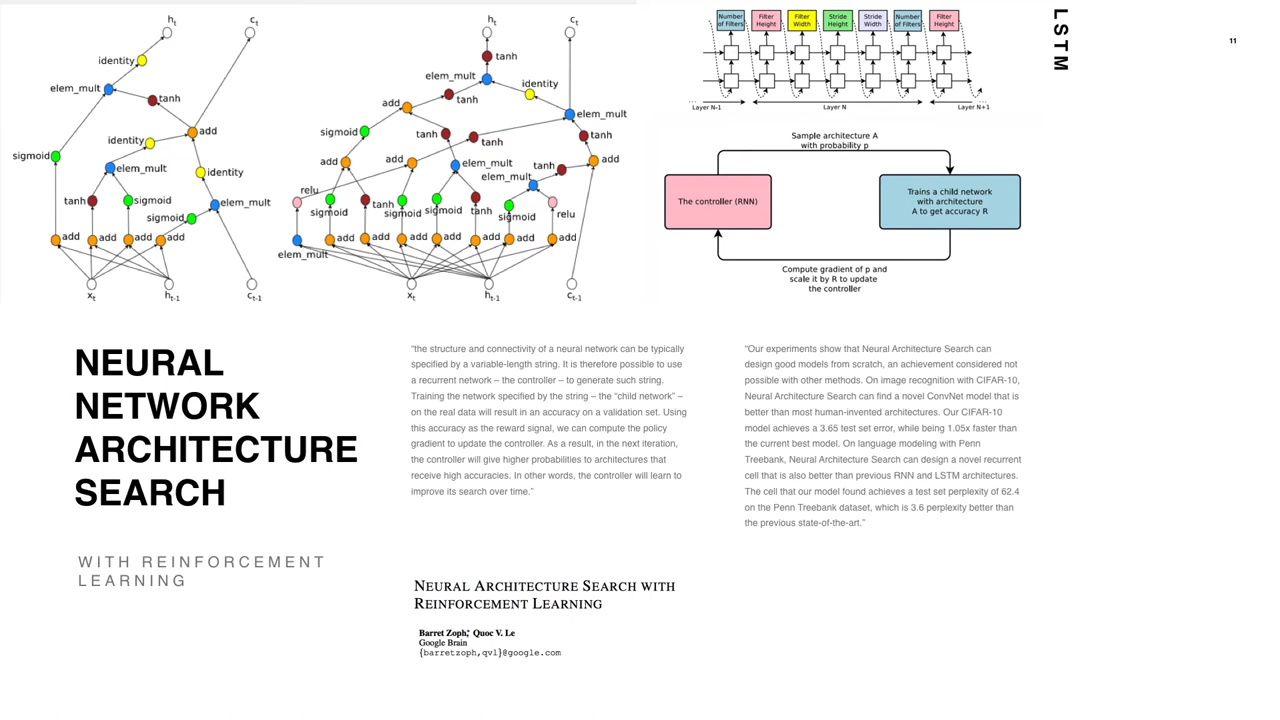 h_t
c_t
identity
elem_mult
tanh
add
identity
sigmoid
elem_mult
identity
tanh
sigmoid
elem_mult
sigmoid
add
add
add
add
x_t
h_t-1
c_t-1
h_t
c_t
tanh
elem_mult
identity
tanh
add
elem_mult
sigmoid
tanh
tanh
tanh
add
add
elem_mult
tanh
add
elem_mult
relu
sigmoid
tanh
sigmoid
sigmoid
tanh
sigmoid
relu
add
add
add
add
add
add
add
elem_mult
x_t
h_t-1
c_t-1
Number of Filters
Filter Height
Filter Width
Stride Height
Stride Width
Number of Filters
Filter Height
Layer N-1
Layer N
Layer N+1
LSTM
11
Sample architecture A
with probability p
The controller (RNN)
Trains a child network
with architecture
A to get accuracy R
Compute gradient of p and
scale it by R to update
the controller
NEURAL
NETWORK
ARCHITECTURE
SEARCH
WITH REINFORCEMENT
LEARNING
“the structure and connectivity of a neural network can be typically
specified by a variable-length string. It is therefore possible to use
a recurrent network – the controller – to generate such string.
Training the network specified by the string – the “child network” –
on the real data will result in an accuracy on a validation set. Using
this accuracy as the reward signal, we can compute the policy
gradient to update the controller. As a result, in the next iteration,
the controller will give higher probabilities to architectures that
receive high accuracies. In other words, the controller will learn to
improve its search over time.”
“Our experiments show that Neural Architecture Search can
design good models from scratch, an achievement considered not
possible with other methods. On image recognition with CIFAR-10,
Neural Architecture Search can find a novel ConvNet model that is
better than most human-invented architectures. Our CIFAR-10
model achieves a 3.65 test set error, while being 1.05x faster than
the current best model. On language modeling with Penn
Treebank, Neural Architecture Search can design a novel recurrent
cell that is also better than previous RNN and LSTM architectures.
The cell that our model found achieves a test set perplexity of 62.4
on the Penn Treebank dataset, which is 3.6 perplexity better than
the previous state-of-the-art.”
NEURAL ARCHITECTURE SEARCH WITH
REINFORCEMENT LEARNING
Barret Zoph,* Quoc V. Le
Google Brain
{barretzoph,qvl}@google.com